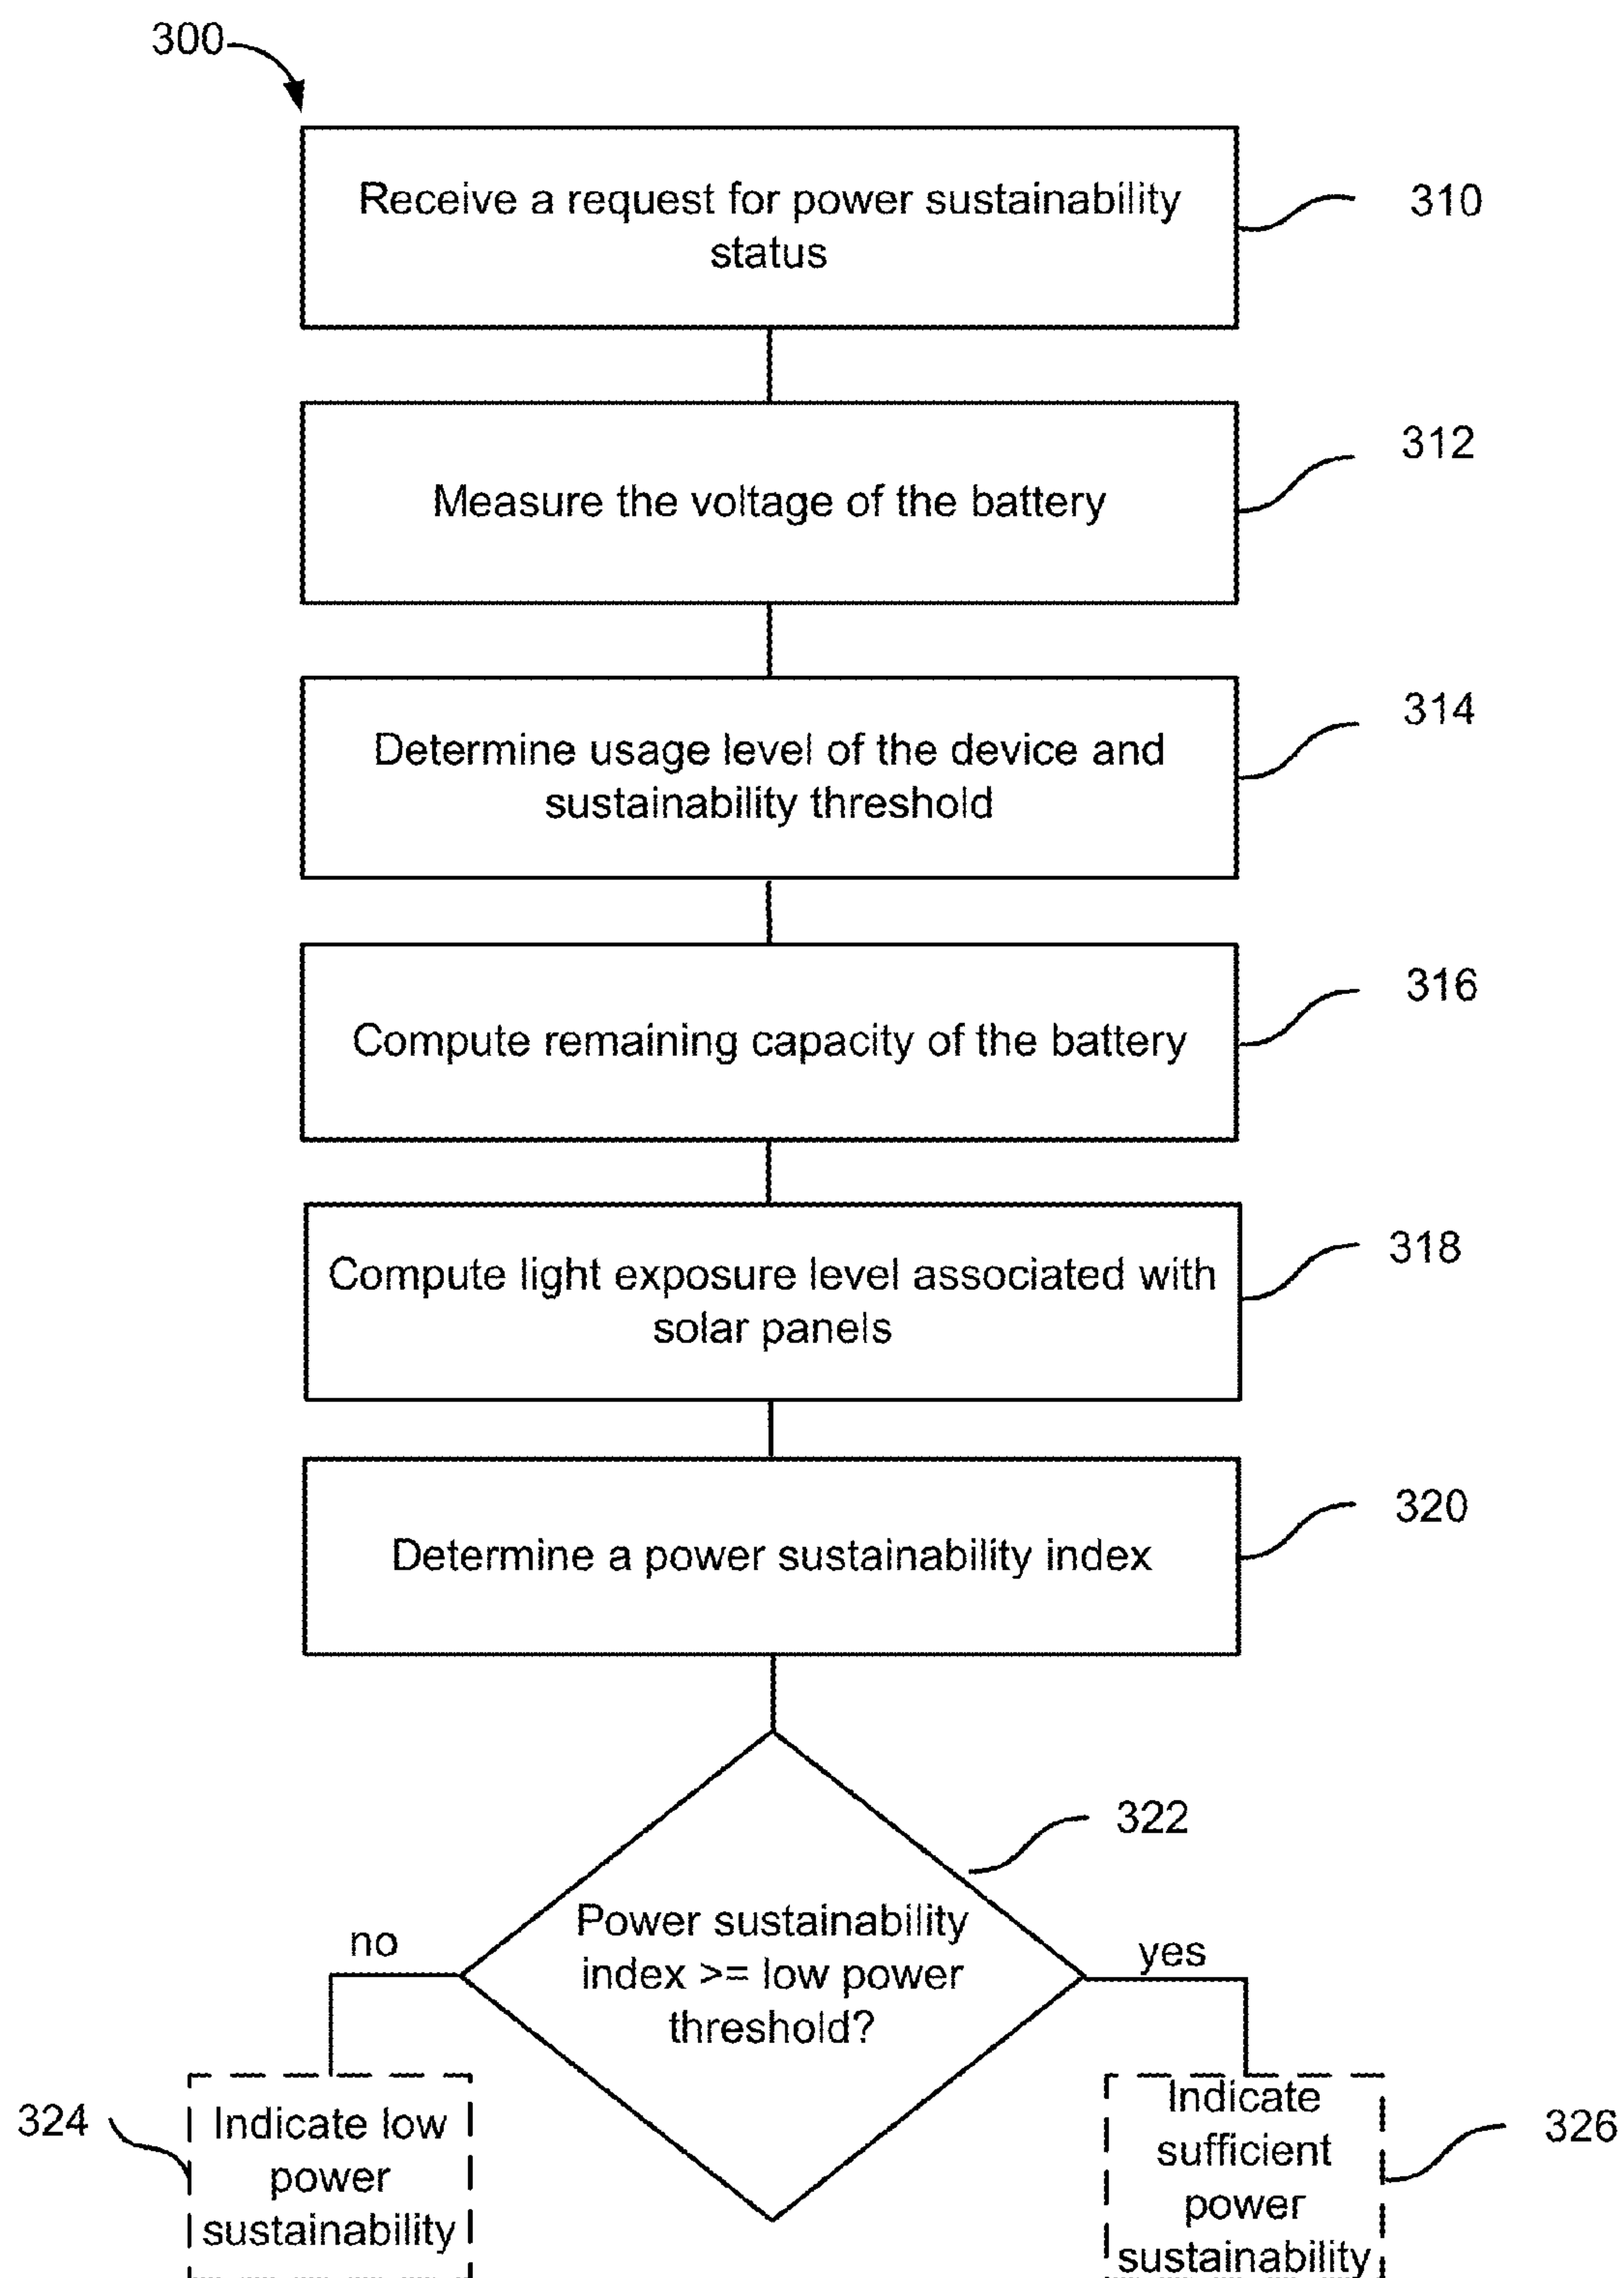 300
Receive a request for power sustainability
status
310
Measure the voltage of the battery
312
Determine usage level of the device and
sustainability threshold
314
Compute remaining capacity of the battery
316
Compute light exposure level associated with
solar panels
318
Determine a power sustainability index
320
322
Power sustainability
index >= low power
threshold?
no
yes
324
Indicate low
power
sustainability
Indicate
sufficient
power
sustainability
326